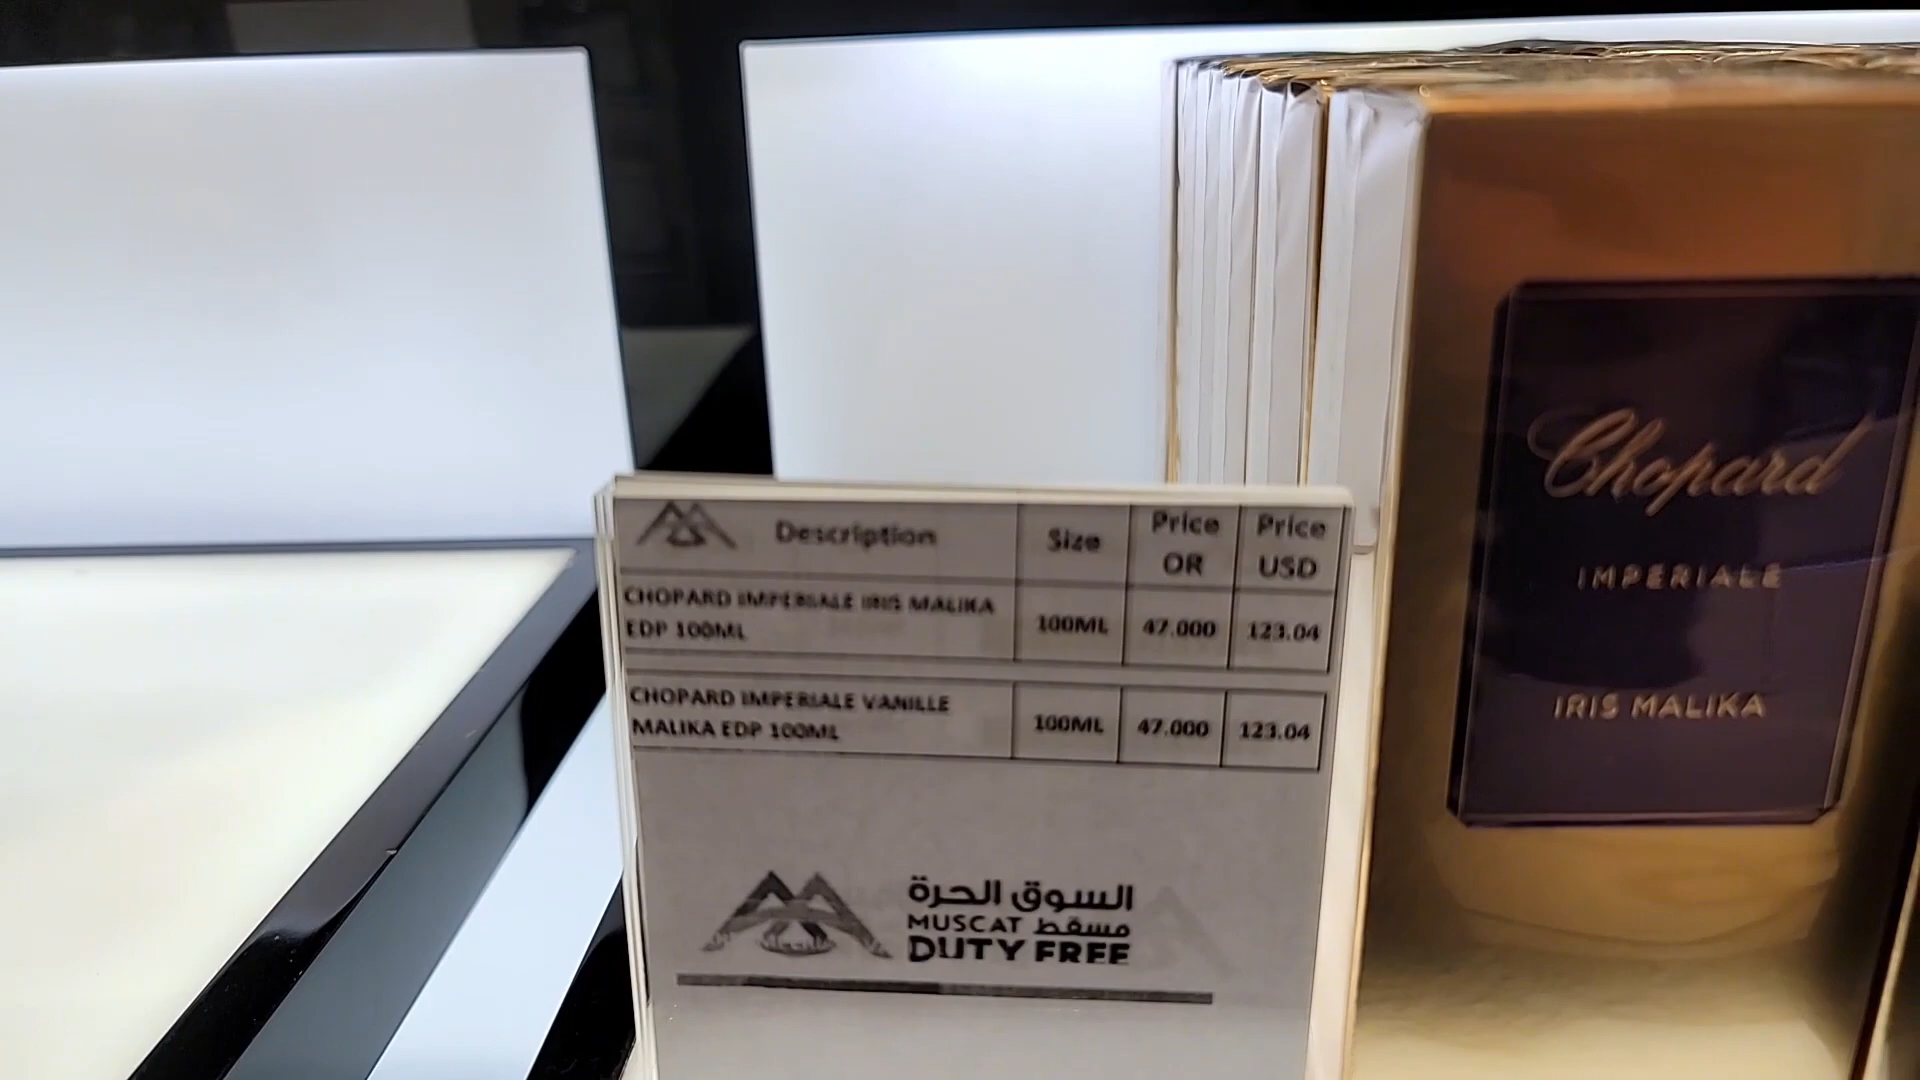 Description Size Price OR Price USD
CHOPARD IMPERIALE IRIS MALIKA EDP 100ML 100ML 47.000 123.04
CHOPARD IMPERIALE VANILLE MALIKA EDP 100ML 100ML 47.000 123.04
السوق الحرة
MUSCAT مسقط
DUTY FREE
Chopard
IMPERIALE
IRIS MALIKA